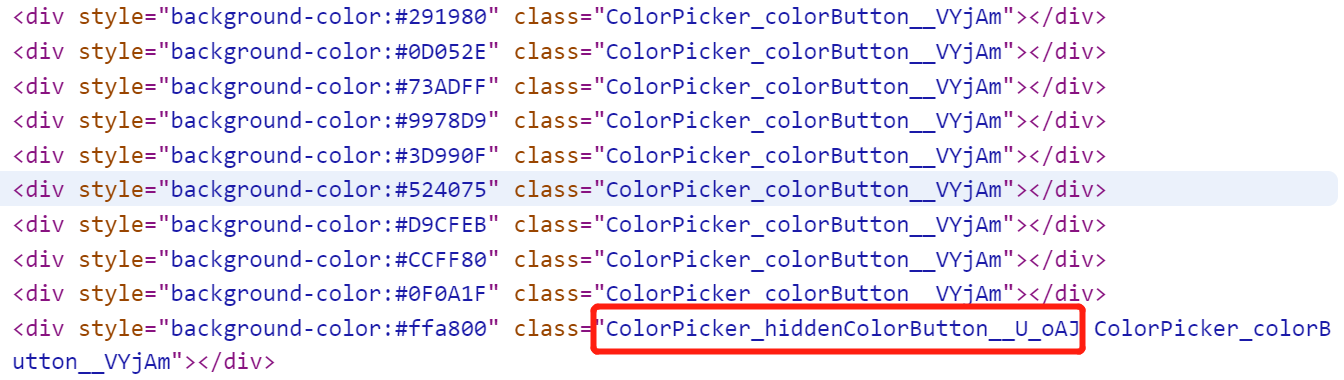 <div style="background-color:#291980" class="ColorPicker_colorButton__VYjAm"></div>
<div style="background-color:#0D052E" class="ColorPicker_colorButton__VYjAm"></div>
<div style="background-color:#73ADFF" class="ColorPicker_colorButton__VYjAm"></div>
<div style="background-color:#9978D9" class="ColorPicker_colorButton__VYjAm"></div>
<div style="background-color:#3D990F" class="ColorPicker_colorButton__VYjAm"></div>
<div style="background-color:#524075" class="ColorPicker_colorButton__VYjAm"></div>
<div style="background-color:#D9CFEB" class="ColorPicker_colorButton__VYjAm"></div>
<div style="background-color:#CCFF80" class="ColorPicker_colorButton__VYjAm"></div>
<div style="background-color:#0F0A1F" class="ColorPicker_colorButton__VYjAm"></div>
<div style="background-color:#ffa800" class="ColorPicker_hiddenColorButton__U_oAJ ColorPicker_colorB
utton__VYjAm"></div>